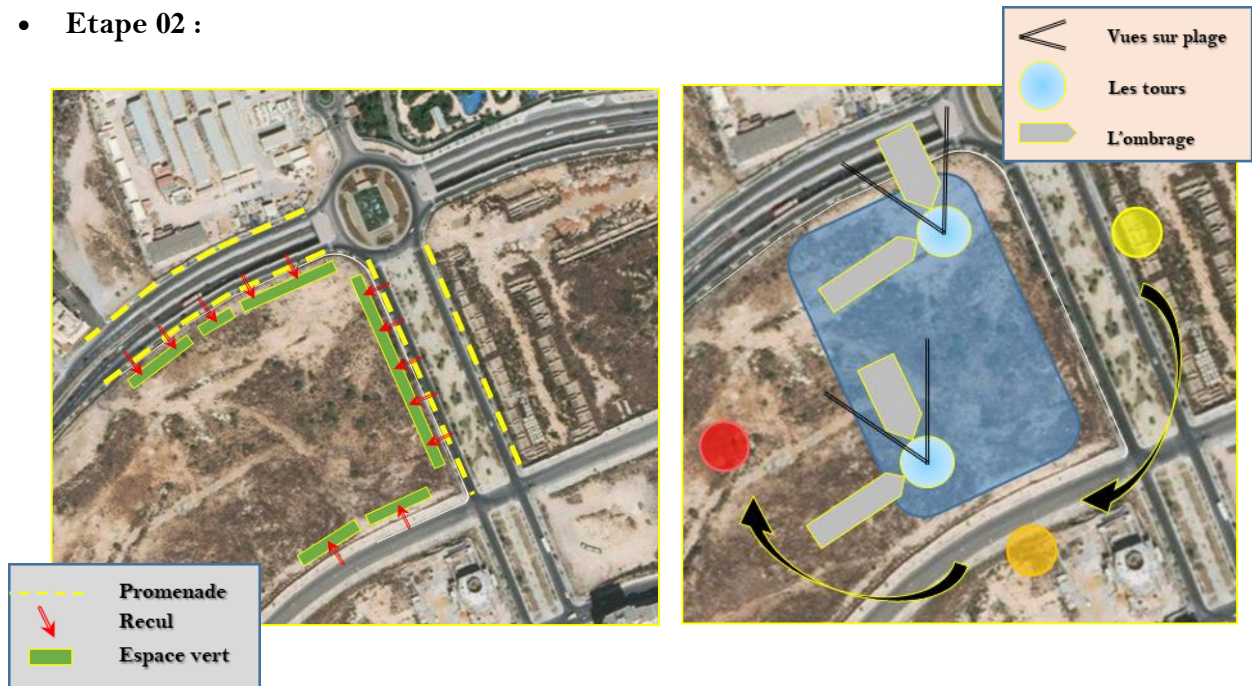 • Etape 02 :
Vues sur plage
Les tours
L'ombrage
Promenade
Recul
Espace vert